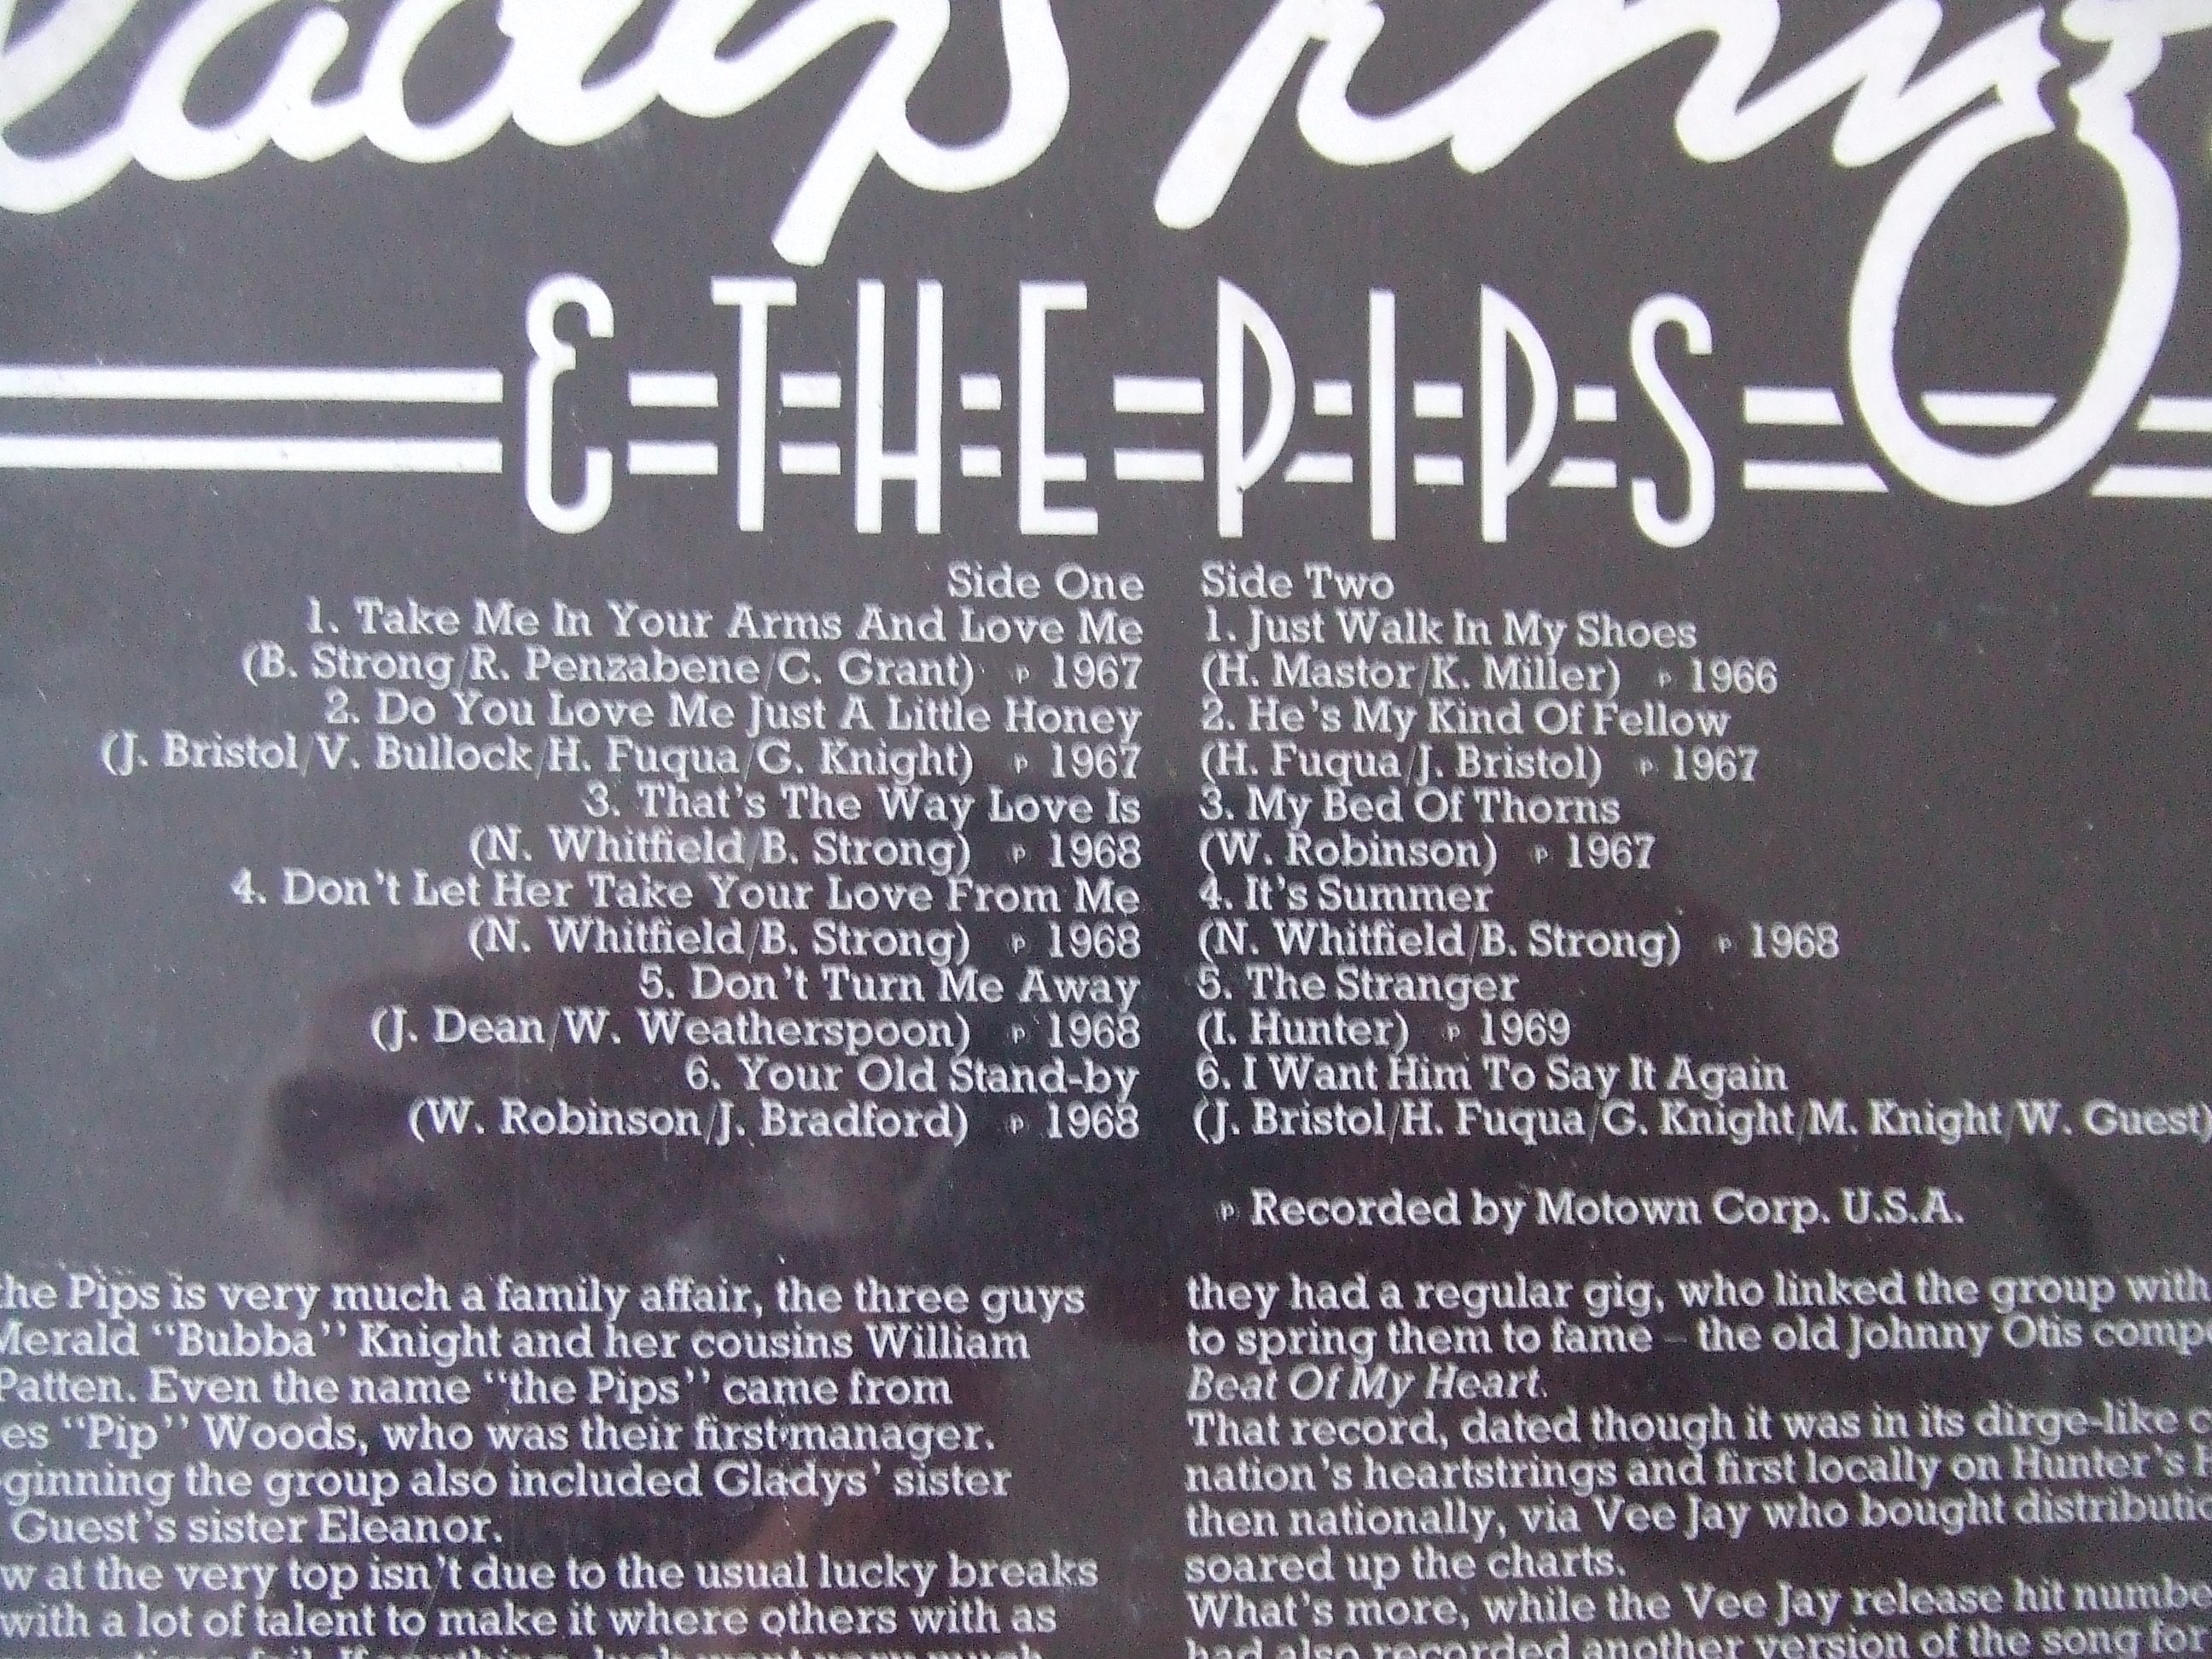 & THE PIPS
Side One
1. Take Me In Your Arms And Love Me
(B. Strong/R. Penzabene/C. Grant) ℗ 1967
2. Do You Love Me Just A Little Honey
(J. Bristol/V. Bullock/H. Fuqua/G. Knight) ℗ 1967
3. That's The Way Love Is
(N. Whitfield/B. Strong) ℗ 1968
4. Don't Let Her Take Your Love From Me
(N. Whitfield/B. Strong) ℗ 1968
5. Don't Turn Me Away
(J. Dean/W. Weatherspoon) ℗ 1968
6. Your Old Stand-by
(W. Robinson/J. Bradford) ℗ 1968
Side Two
1. Just Walk In My Shoes
(H. Mastor/K. Miller) ℗ 1966
2. He's My Kind Of Fellow
(H. Fuqua/J. Bristol) ℗ 1967
3. My Bed Of Thorns
(W. Robinson) ℗ 1967
4. It's Summer
(N. Whitfield/B. Strong) ℗ 1968
5. The Stranger
(I. Hunter) ℗ 1969
6. I Want Him To Say It Again
(J. Bristol/H. Fuqua/G. Knight/M. Knight/W. Guest)
℗ Recorded by Motown Corp. U.S.A.
the Pips is very much a family affair, the three guys
Merald "Bubba" Knight and her cousins William
Patten. Even the name "the Pips" came from
es "Pip" Woods, who was their first manager.
ginning the group also included Gladys' sister
Guest's sister Eleanor.
w at the very top isn't due to the usual lucky breaks
with a lot of talent to make it where others with as
they had a regular gig, who linked the group with
to spring them to fame – the old Johnny Otis comp
Beat Of My Heart.
That record, dated though it was in its dirge-like
nation's heartstrings and first locally on Hunter's
then nationally, via Vee Jay who bought distributi
soared up the charts.
What's more, while the Vee Jay release hit numbe
had also recorded another version of the song for